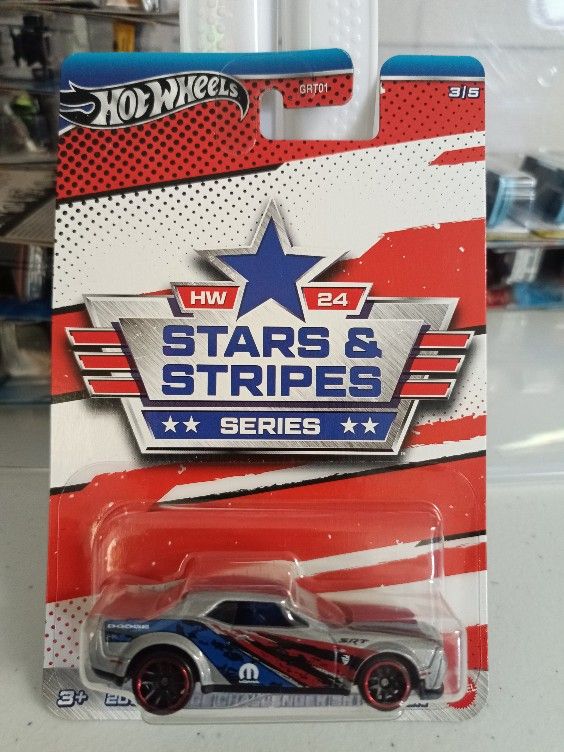 HOT WHEELS
GRT01
3|5
HW 24
STARS &
STRIPES
SERIES
DODGE
SRT
3+